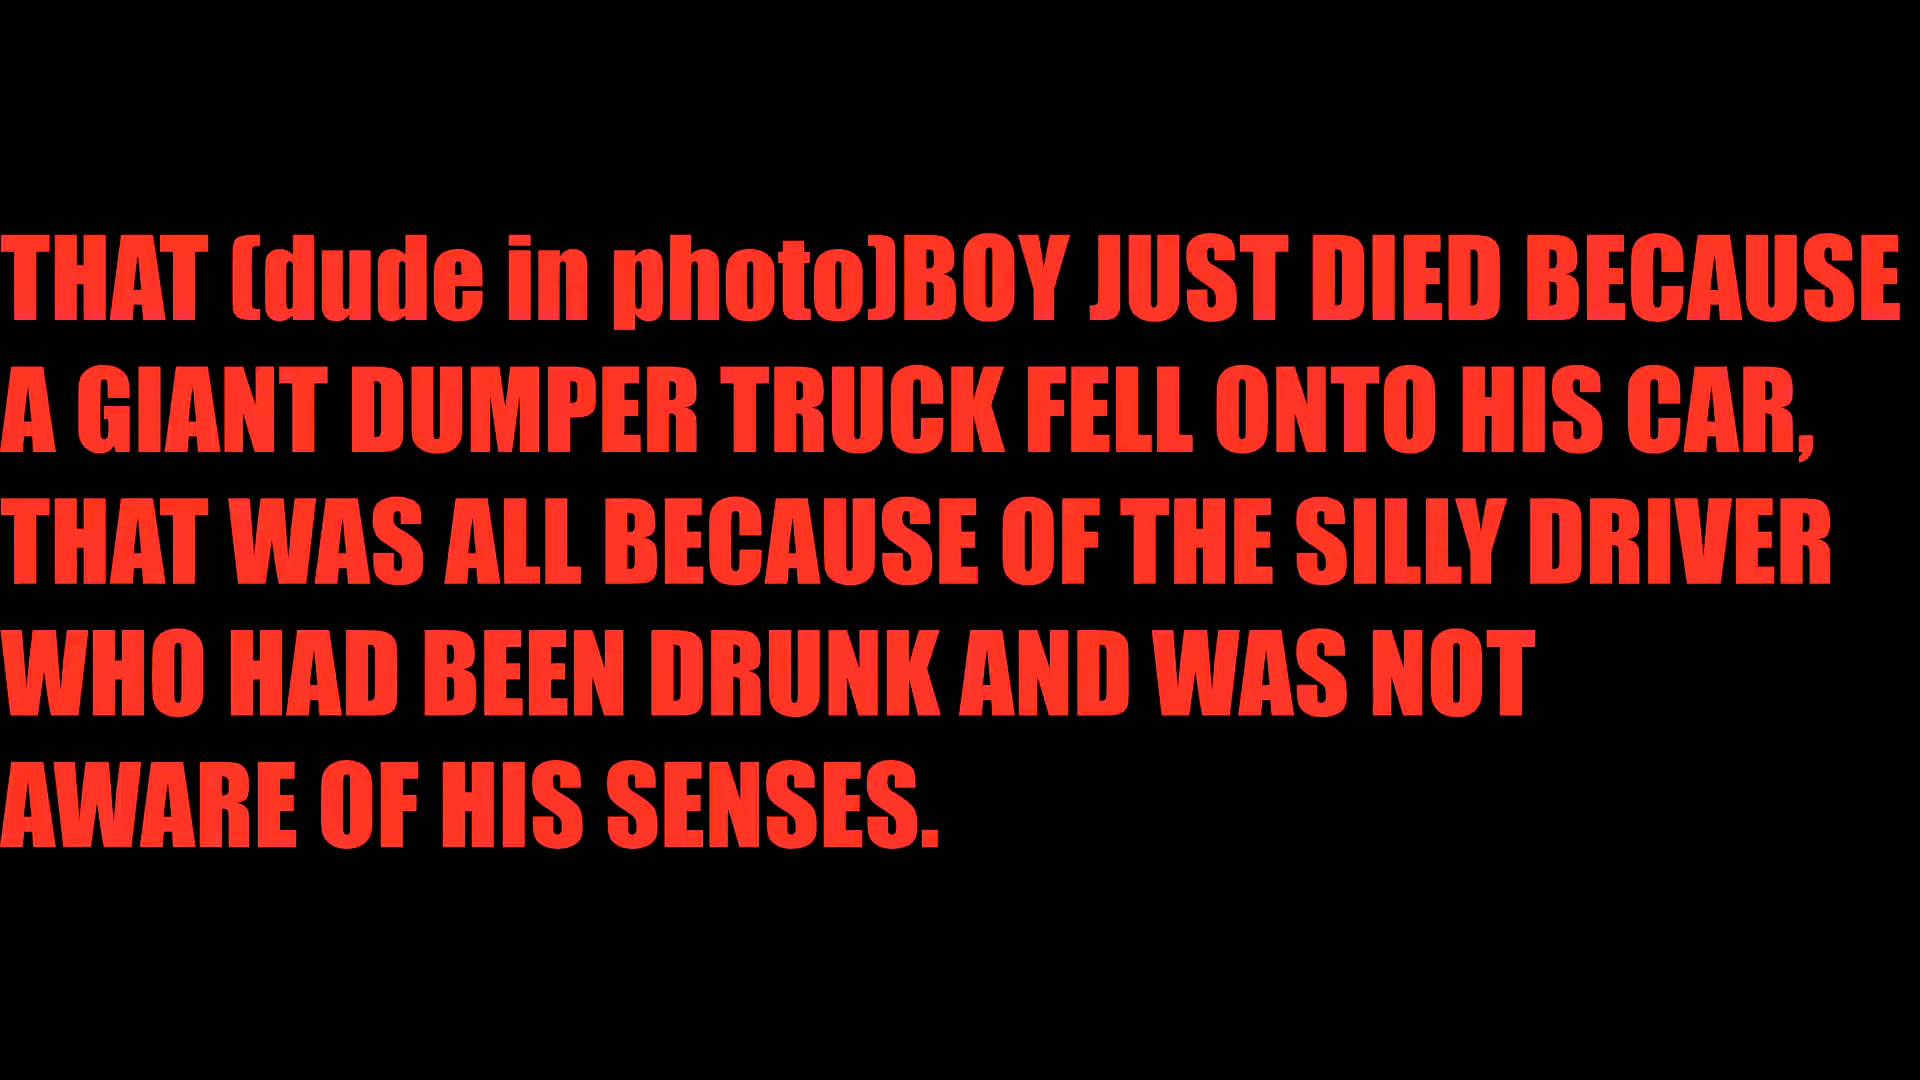 THAT (dude in photo)BOY JUST DIED BECAUSE
A GIANT DUMPER TRUCK FELL ONTO HIS CAR,
THAT WAS ALL BECAUSE OF THE SILLY DRIVER
WHO HAD BEEN DRUNK AND WAS NOT
AWARE OF HIS SENSES.